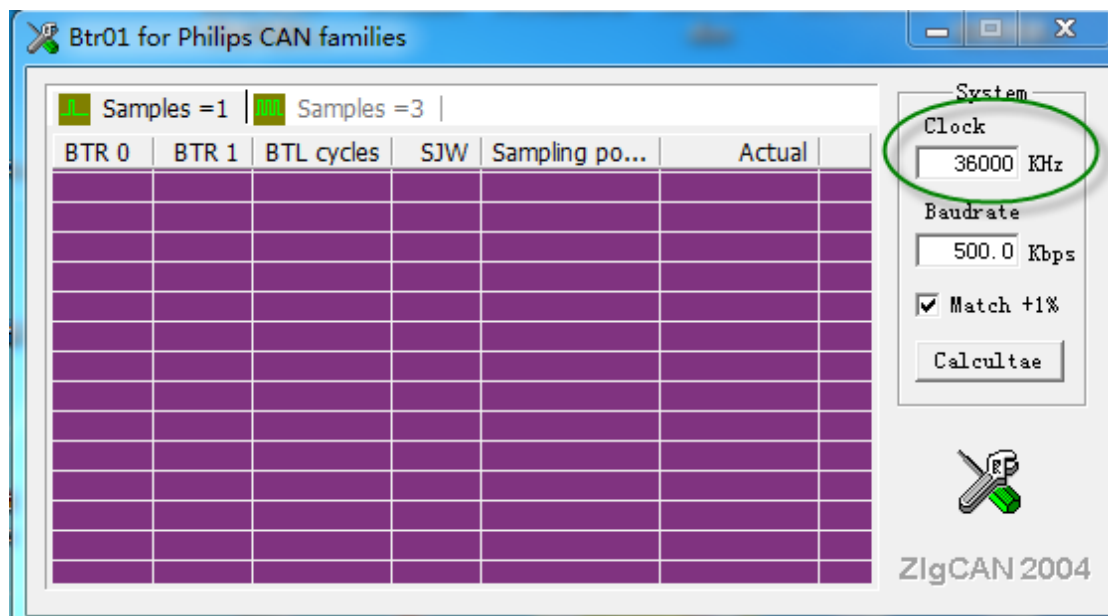 Btr01 for Philips CAN families
Samples =1
Samples =3
BTR 0 BTR 1 BTL cycles SJW Sampling po... Actual
System
Clock
36000 KHz
Baudrate
500.0 Kbps
Match +1%
Calcultae
ZlgCAN 2004